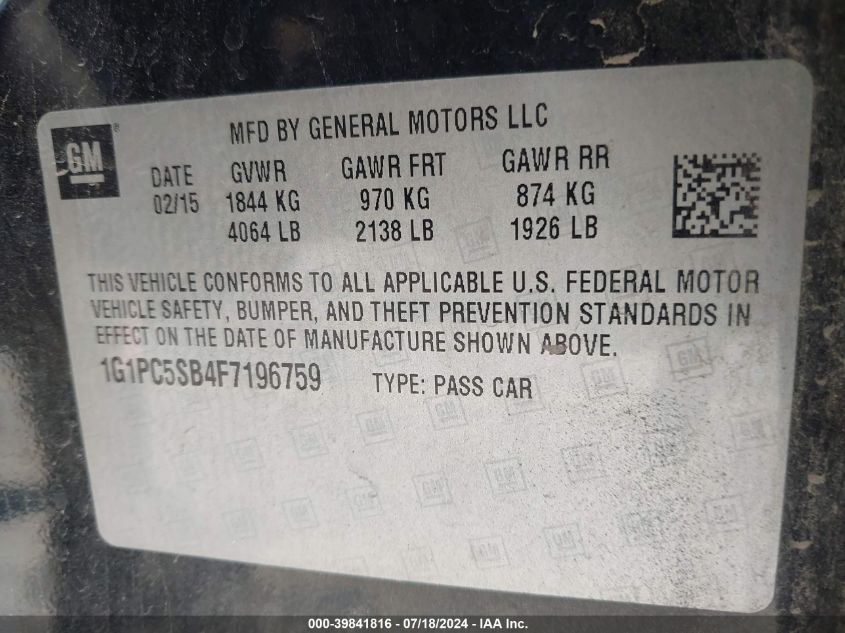 MFD BY GENERAL MOTORS LLC
GM®
DATE GVWR GAWR FRT GAWR RR
02/15 1844 KG 970 KG 874 KG
4064 LB 2138 LB 1926 LB
THIS VEHICLE CONFORMS TO ALL APPLICABLE U.S. FEDERAL MOTOR
VEHICLE SAFETY, BUMPER, AND THEFT PREVENTION STANDARDS IN
EFFECT ON THE DATE OF MANUFACTURE SHOWN ABOVE.
1G1PC5SB4F7196759 TYPE: PASS CAR
000-39841816 - 07/18/2024 - IAA Inc.